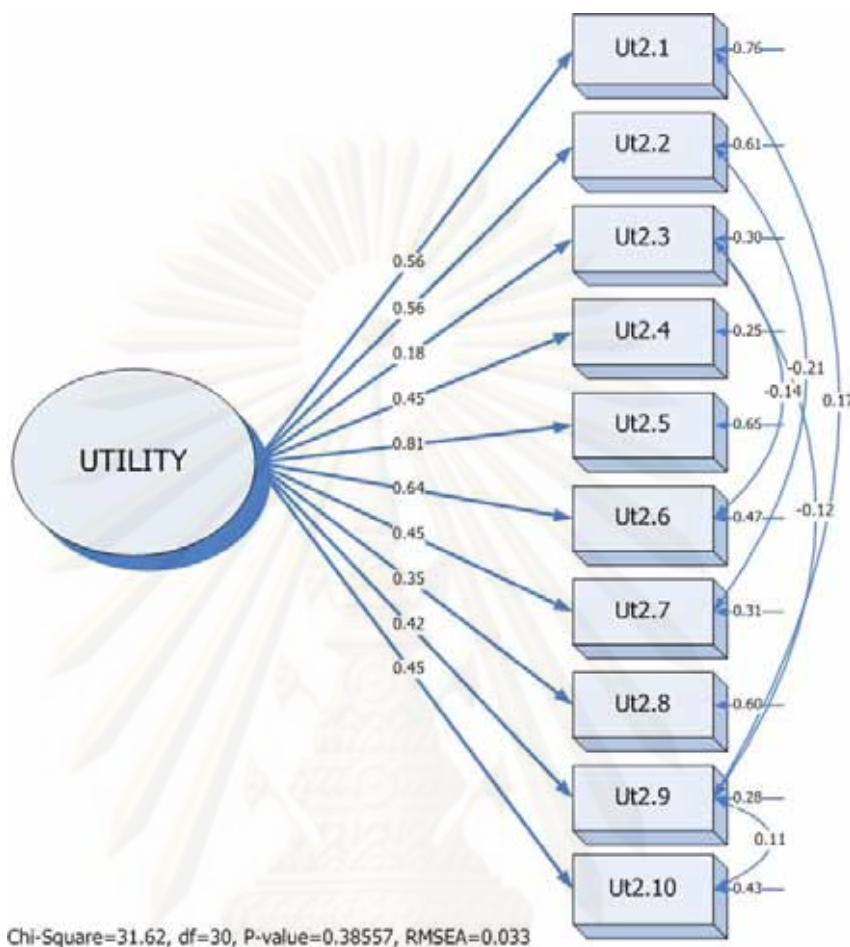 Ut2.1
0.76
Ut2.2
0.61
Ut2.3
0.30
0.56
0.56
Ut2.4
0.25
0.18
-0.21
-0.14
0.17
0.45
Ut2.5
0.65
0.81
UTILITY
0.64
Ut2.6
0.47
-0.12
0.45
0.35
Ut2.7
0.31
0.42
0.45
Ut2.8
0.60
Ut2.9
0.28
0.11
Ut2.10
0.43
Chi-Square=31.62, df=30, P-value=0.38557, RMSEA=0.033